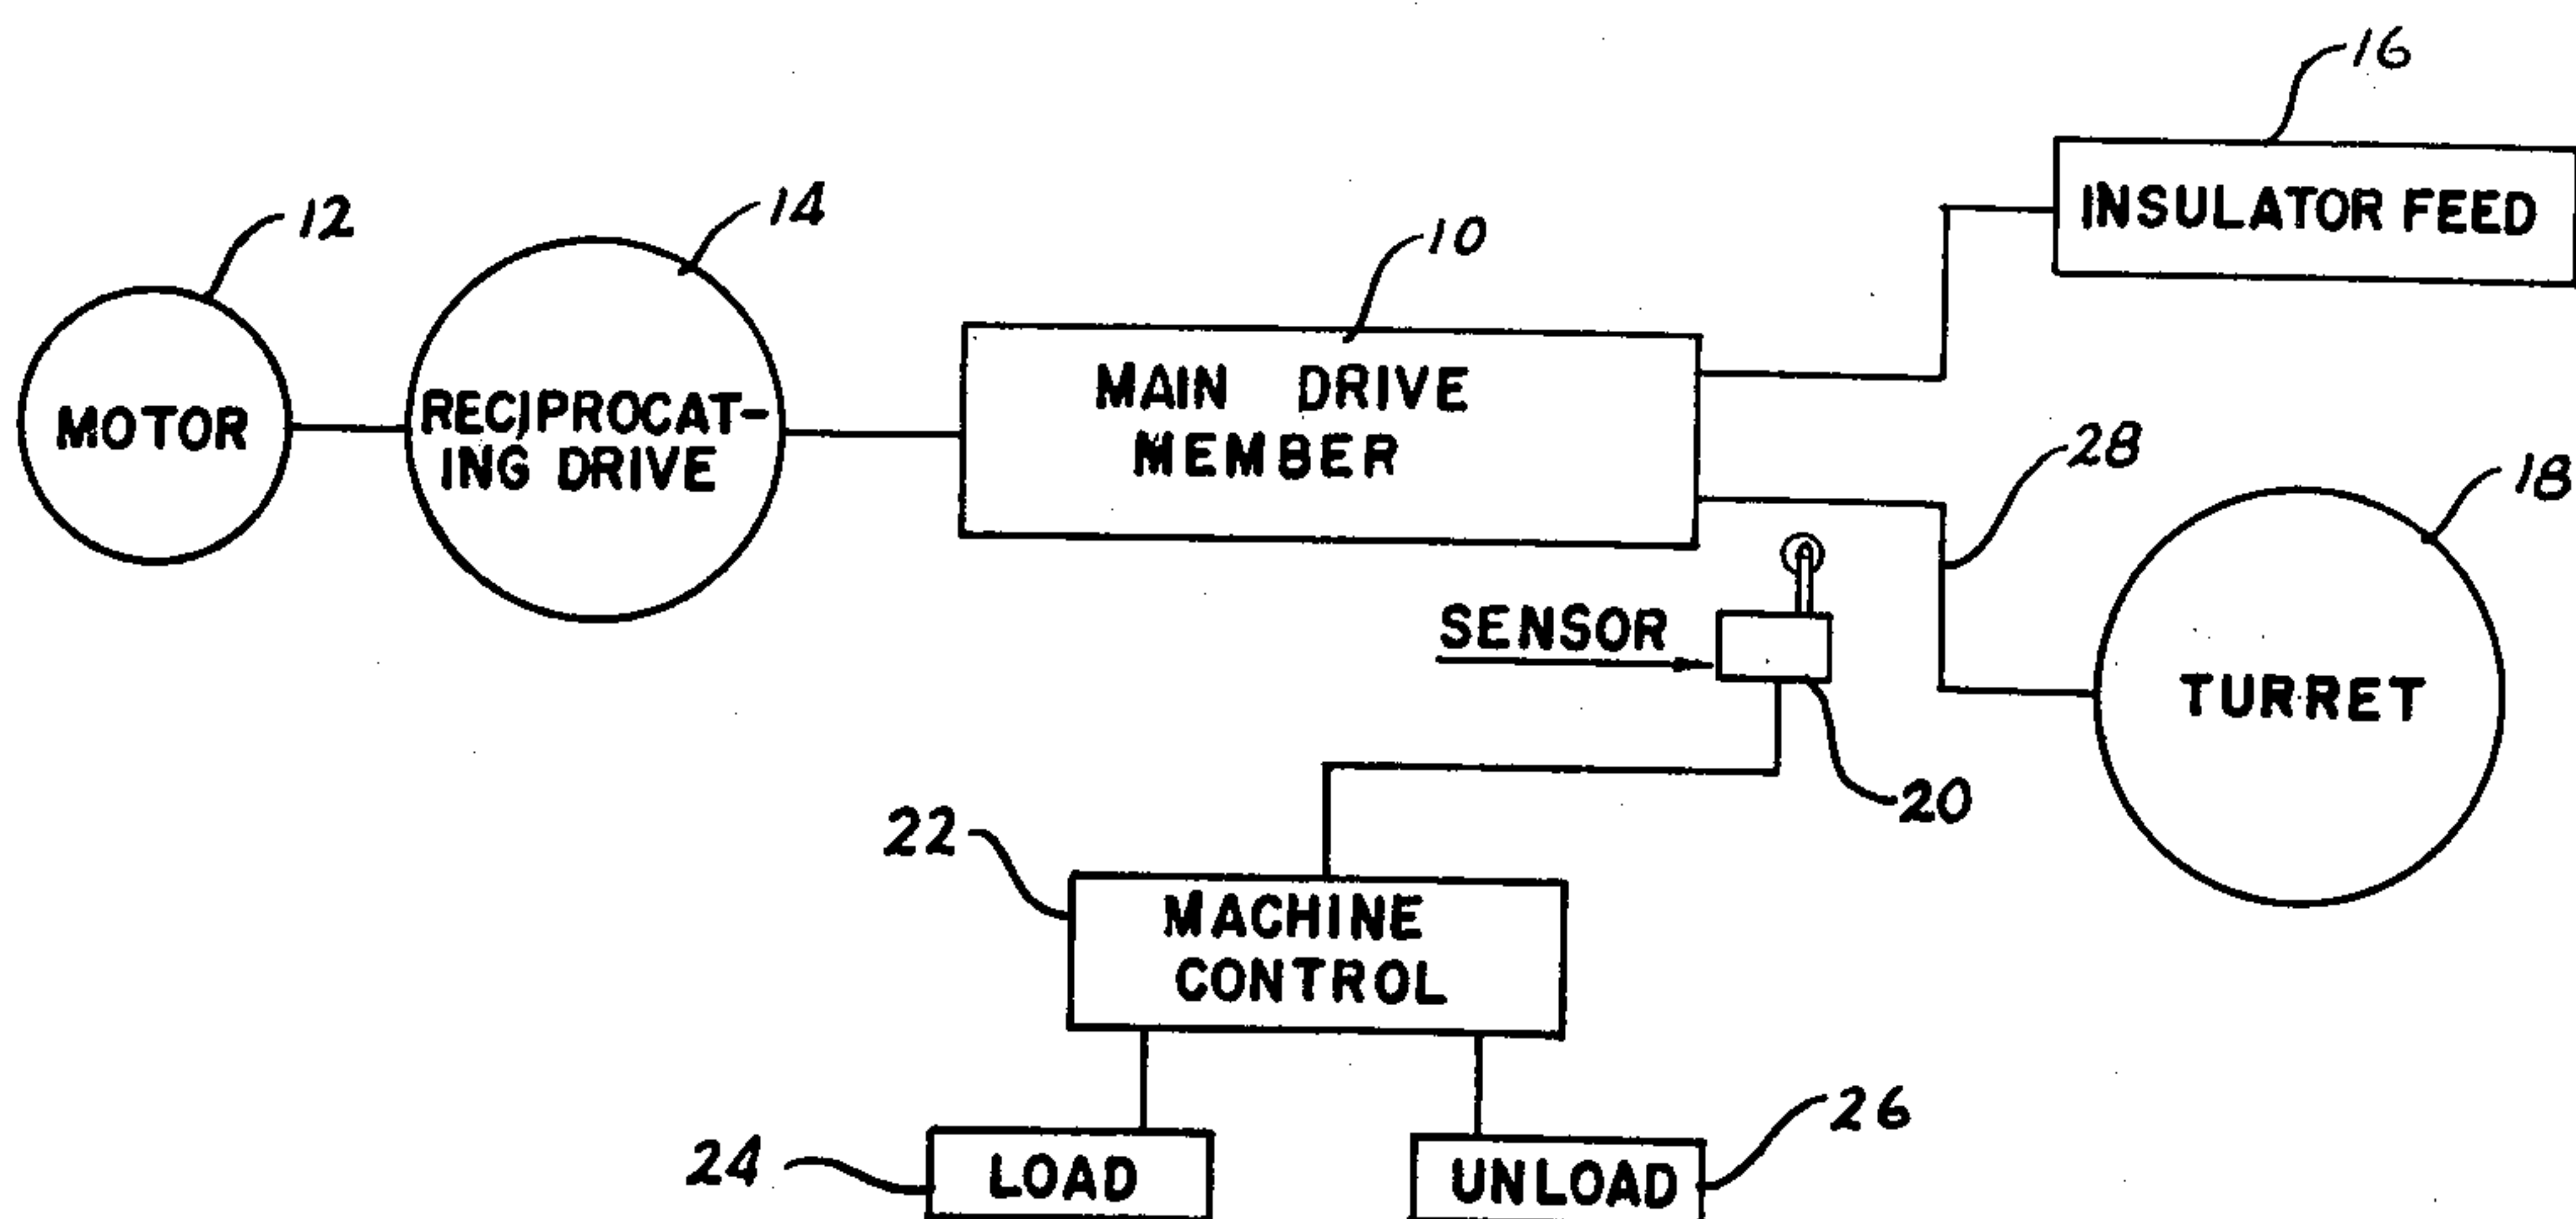 16
INSULATOR FEED
12
14
10
MOTOR
RECIPROCAT-
ING DRIVE
MAIN DRIVE
MEMBER
28
18
SENSOR
TURRET
20
22
MACHINE
CONTROL
24
LOAD
UNLOAD
26